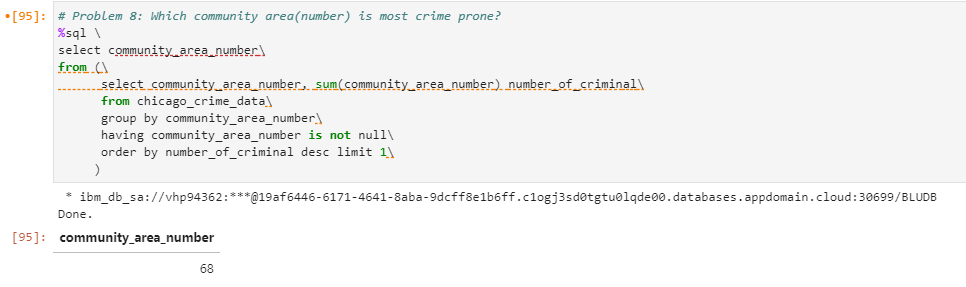 [95]: # Problem 8: Which community area(number) is most crime prone?
%sql \
select community_area_number\
from (\
select community_area_number, sum(community_area_number) number_of_criminal\
from chicago_crime_data\
group by community_area_number\
having community_area_number is not null\
order by number_of_criminal desc limit 1\
)
* ibm_db_sa://vhp94362:***@19af6446-6171-4641-8aba-9dcff8e1b6ff.c1ogj3sd0tgtu0lqde00.databases.appdomain.cloud:30699/BLUDB
Done.
[95]: community_area_number
68